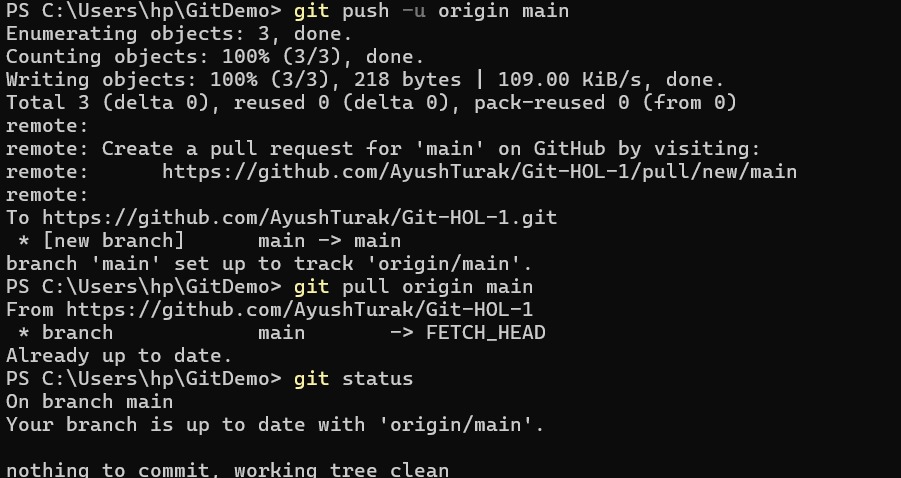 PS C:\Users\hp\GitDemo> git push -u origin main
Enumerating objects: 3, done.
Counting objects: 100% (3/3), done.
Writing objects: 100% (3/3), 218 bytes | 109.00 KiB/s, done.
Total 3 (delta 0), reused 0 (delta 0), pack-reused 0 (from 0)
remote:
remote: Create a pull request for 'main' on GitHub by visiting:
remote:      https://github.com/AyushTurak/Git-HOL-1/pull/new/main
remote:
To https://github.com/AyushTurak/Git-HOL-1.git
 * [new branch]      main -> main
branch 'main' set up to track 'origin/main'.
PS C:\Users\hp\GitDemo> git pull origin main
From https://github.com/AyushTurak/Git-HOL-1
 * branch            main       -> FETCH_HEAD
Already up to date.
PS C:\Users\hp\GitDemo> git status
On branch main
Your branch is up to date with 'origin/main'.

nothing to commit, working tree clean